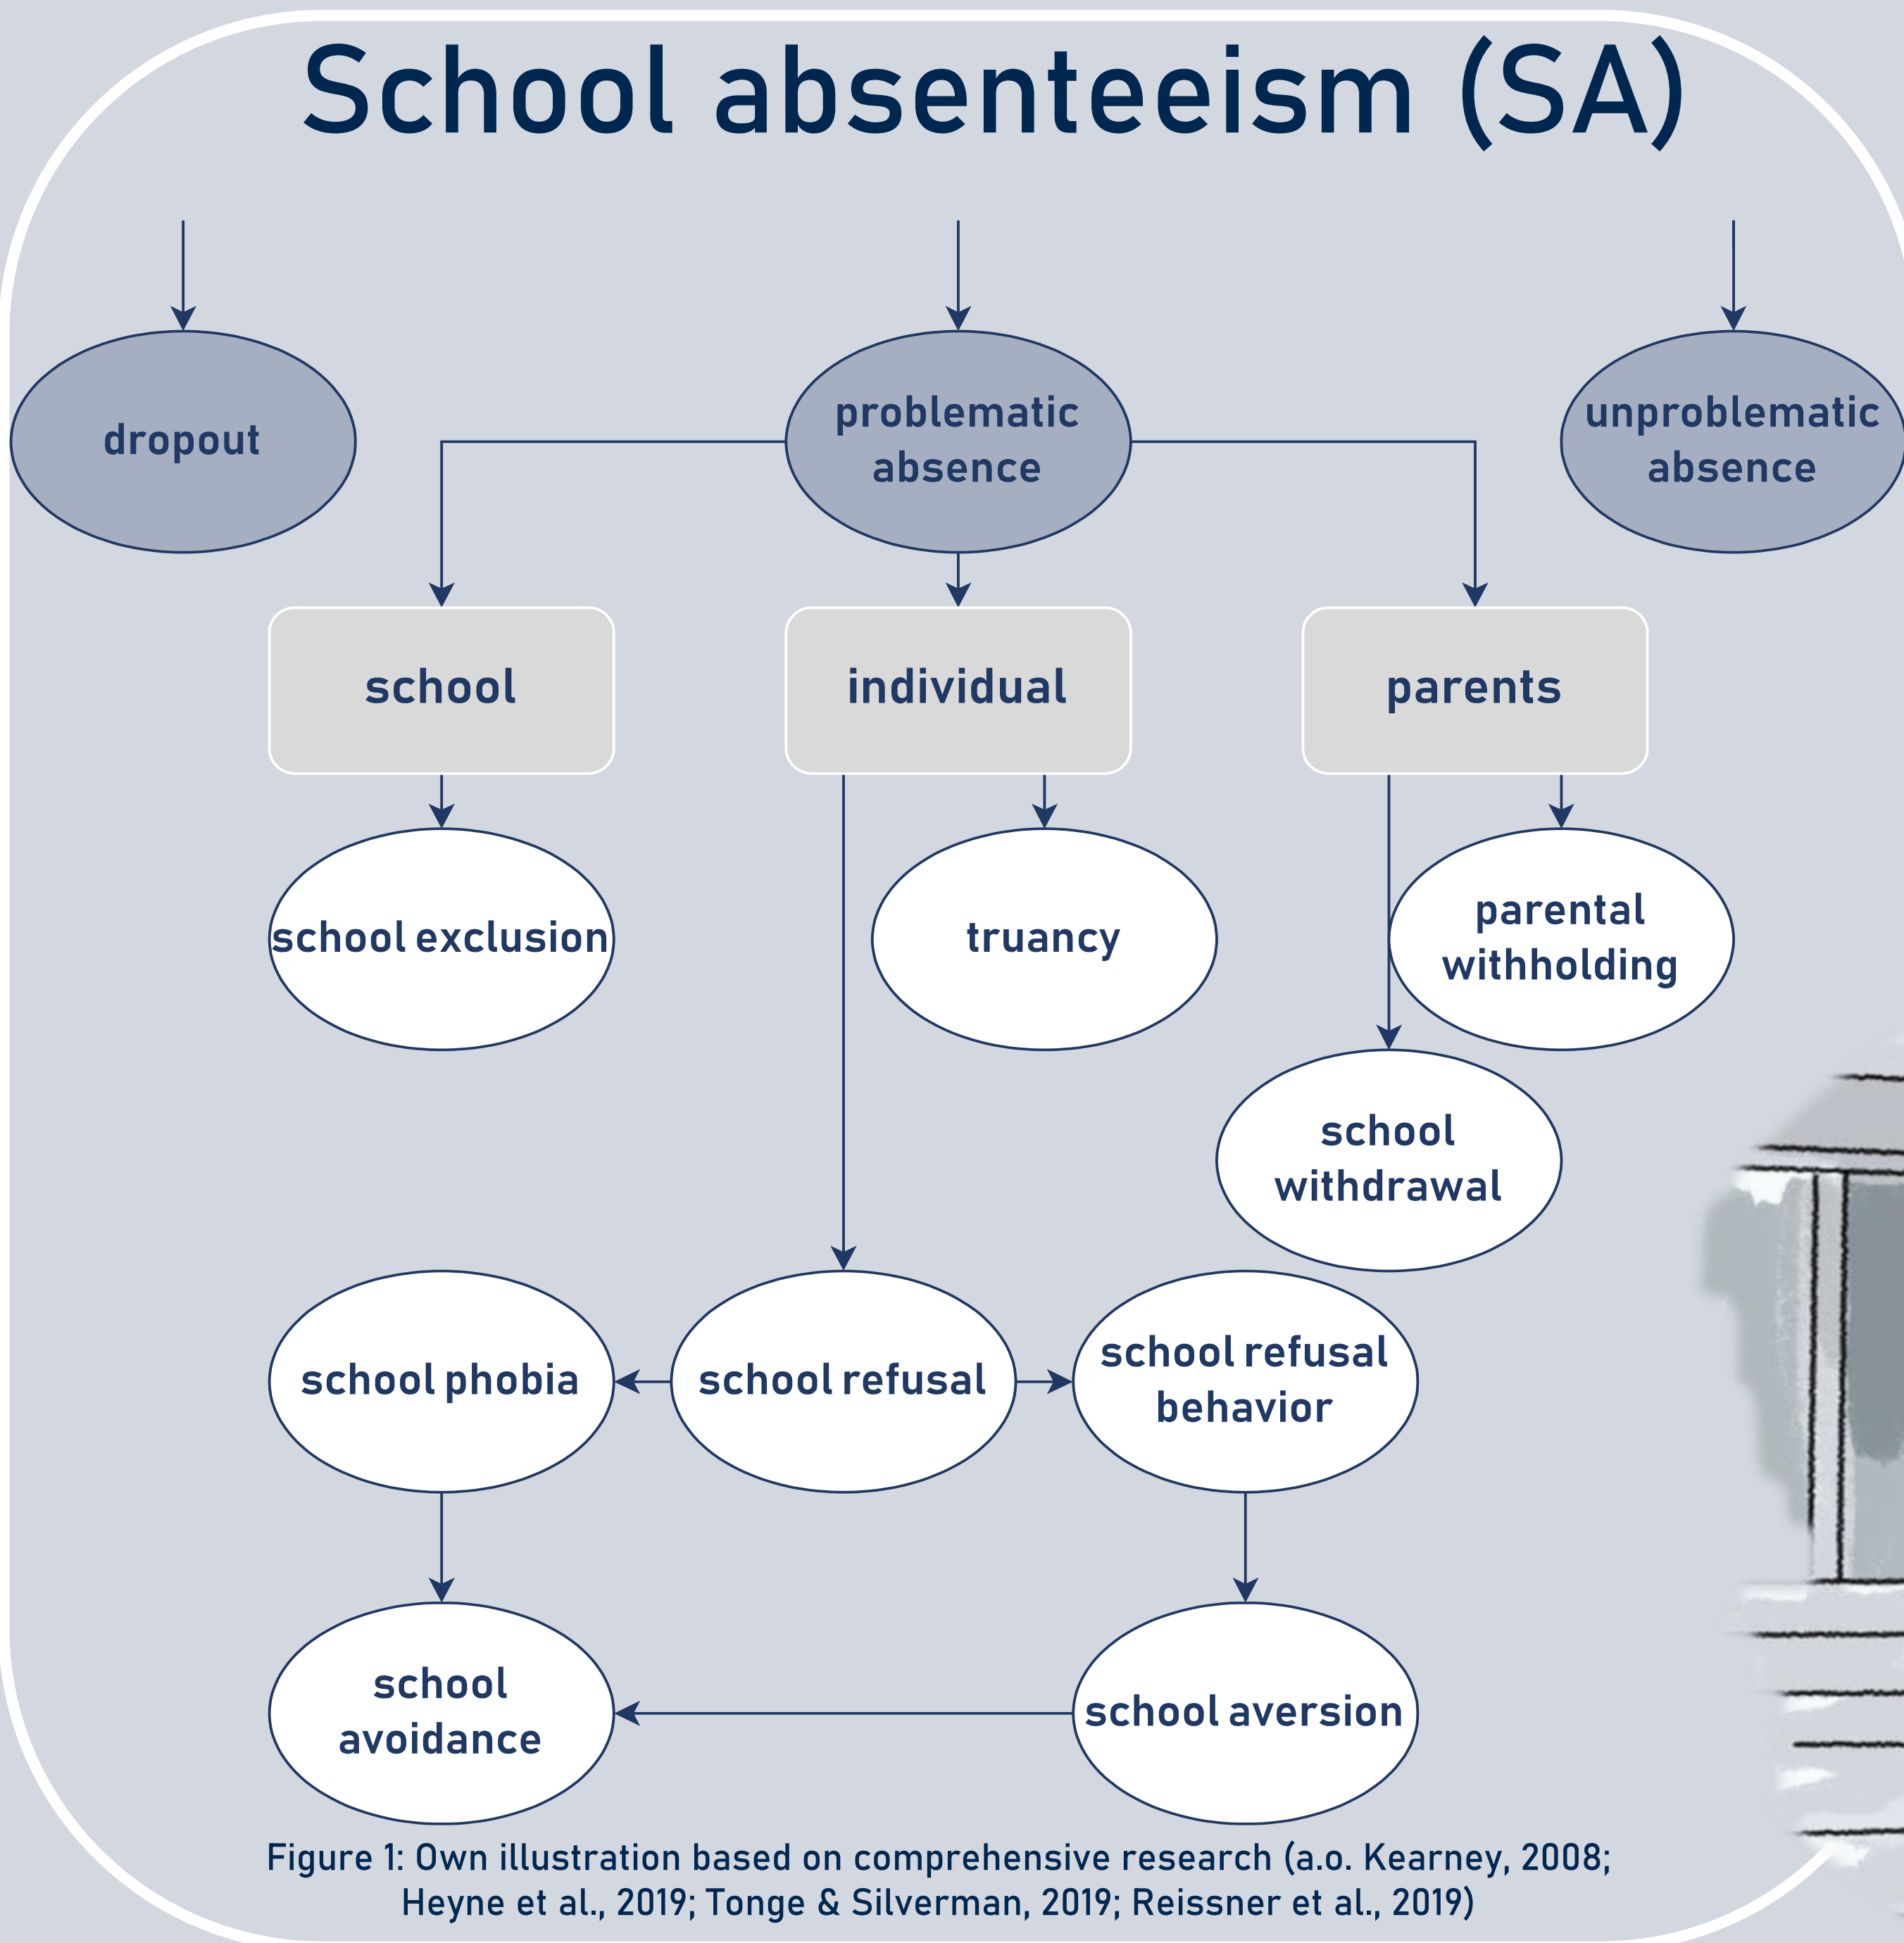 School absenteeism (SA)
dropout
problematic
absence
unproblematic
absence
school
individual
parents
school exclusion
truancy
parental
withholding
school
withdrawal
school phobia
school refusal
school refusal
behavior
school
avoidance
school aversion
Figure 1: Own illustration based on comprehensive research (a.o. Kearney, 2008;
Heyne et al., 2019; Tonge & Silverman, 2019; Reissner et al., 2019)